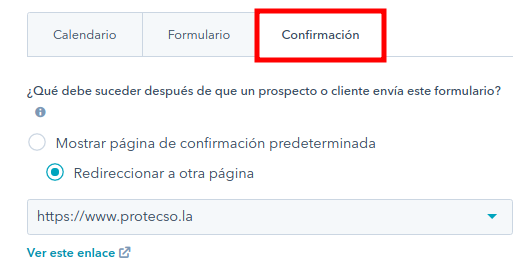 Calendario
Formulario
Confirmación
¿Qué debe suceder después de que un prospecto o cliente envía este formulario?
Mostrar página de confirmación predeterminada
Redireccionar a otra página
https://www.protecso.la
Ver este enlace